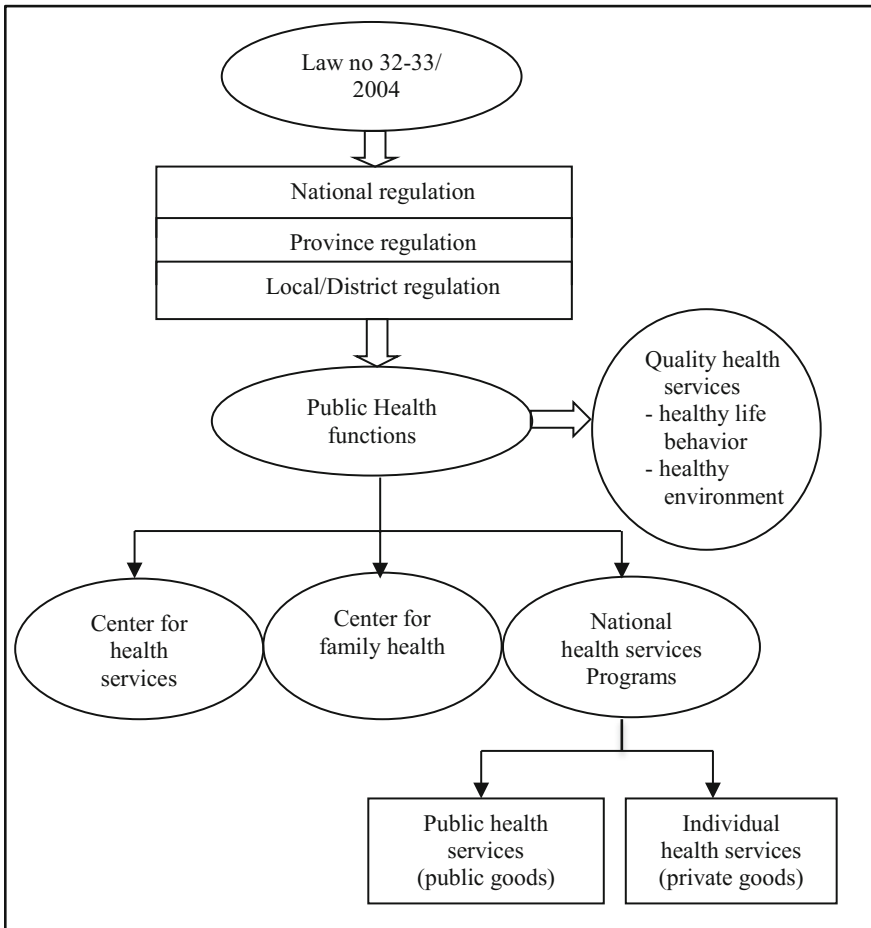 Law no 32-33/
2004
National regulation
Province regulation
Local/District regulation
Public Health
functions
Quality health
services
- healthy life
behavior
- healthy
environment
Center for
health
services
Center for
family health
National
health services
Programs
Public health
services
(public goods)
Individual
health services
(private goods)